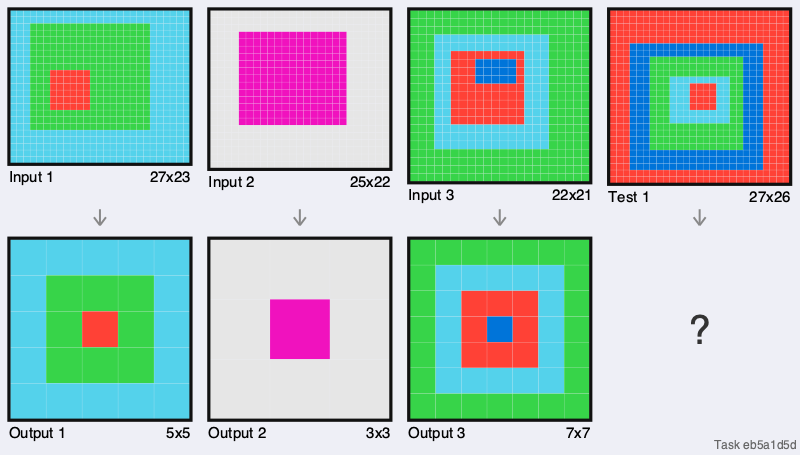 Input 1 27x23
Input 2 25x22
Input 3 22x21
Test 1 27x26
?
Output 1 5x5
Output 2 3x3
Output 3 7x7
Task eb5a1d5d